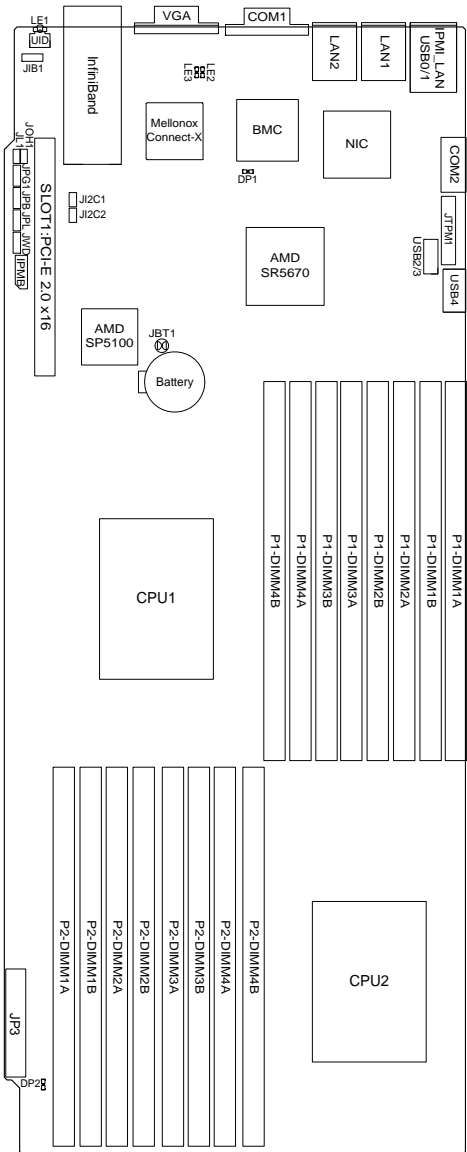 LE1
UID
JIB1
InfiniBand
VGA
COM1
LAN2
LAN1
IPMI_LAN
USB0/1
LE3
LE2
Mellonox
Connect-X
BMC
DP1
NIC
COM2
JTPM1
USB2/3
USB4
JOH1
JL1
JPG1
JPB
JPL
JWD
IPMB
SLOT1:PCI-E 2.0 x16
JI2C1
JI2C2
AMD
SR5670
AMD
SP5100
JBT1
Battery
CPU1
P1-DIMM4B
P1-DIMM4A
P1-DIMM3B
P1-DIMM3A
P1-DIMM2B
P1-DIMM2A
P1-DIMM1B
P1-DIMM1A
P2-DIMM1A
P2-DIMM1B
P2-DIMM2A
P2-DIMM2B
P2-DIMM3A
P2-DIMM3B
P2-DIMM4A
P2-DIMM4B
CPU2
JP3
DP2